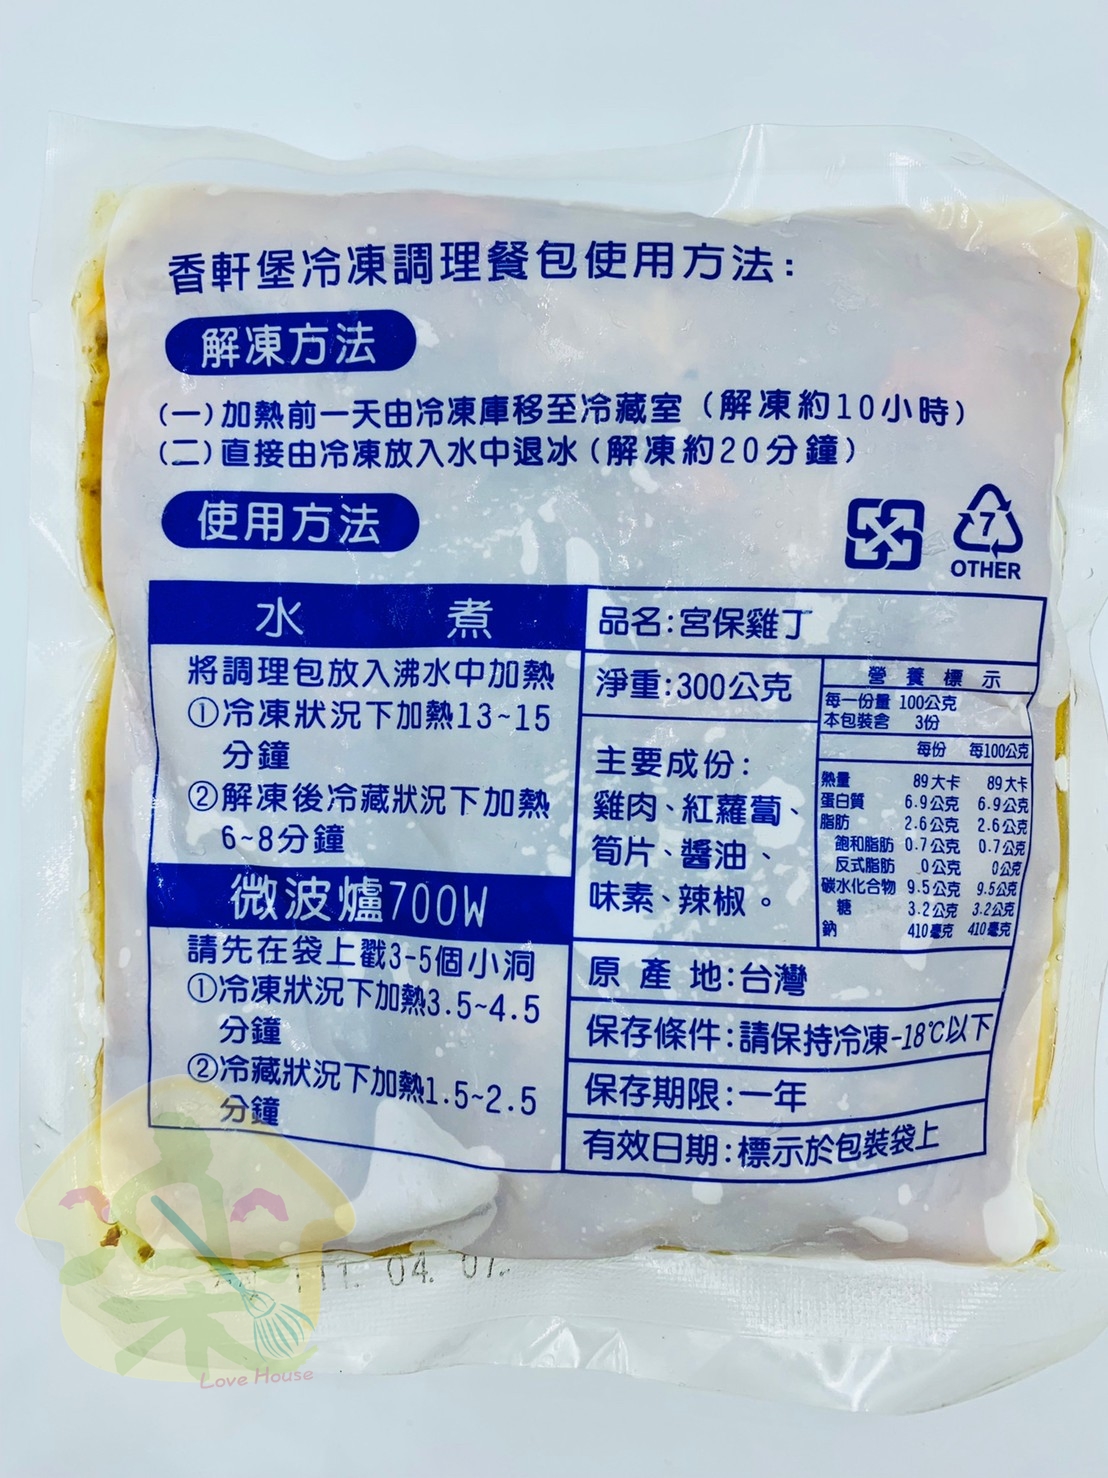 香軒堡冷凍調理餐包使用方法:
解凍方法
(一)加熱前一天由冷凍庫移至冷藏室(解凍約10小時)
(二)直接由冷凍放入水中退冰(解凍約20分鐘)
使用方法
7
OTHER
水 煮
將調理包放入沸水中加熱
①冷凍狀況下加熱13~15
分鐘
②解凍後冷藏狀況下加熱
6~8分鐘
微波爐700W
請先在袋上戳3-5個小洞
①冷凍狀況下加熱3.5~4.5
分鐘
②冷藏狀況下加熱1.5~2.5
分鐘
品名:宮保雞丁
淨重:300公克
主要成份:
雞肉、紅蘿蔔、
筍片、醬油、
味素、辣椒。
營養標示
每一份量 100公克
本包裝含 3份
每份 每100公克
熱量 89大卡 89大卡
蛋白質 6.9公克 6.9公克
脂肪 2.6公克 2.6公克
飽和脂肪 0.7公克 0.7公克
反式脂肪 0公克 0公克
碳水化合物 9.5公克 9.5公克
糖 3.2公克 3.2公克
鈉 410毫克 410毫克
原產地:台灣
保存條件:請保持冷凍-18℃以下
保存期限:一年
有效日期:標示於包裝袋上
04. 07.
Love House